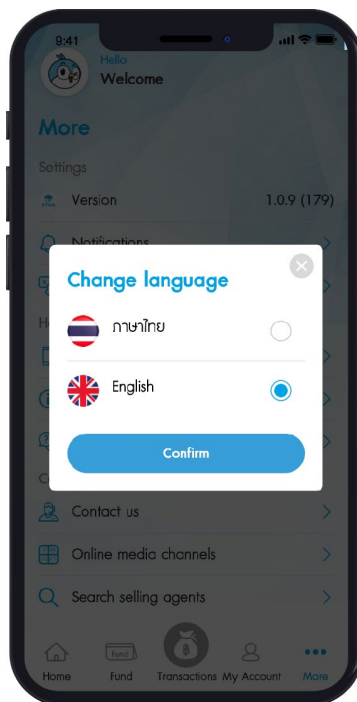 9:41
Hello
Welcome
More
Settings
Version 1.0.9 (179)
Notifications
Change language
ภาษาไทย
English
Confirm
Contact us
Online media channels
Search selling agents
Fund
Home Fund Transactions My Account More